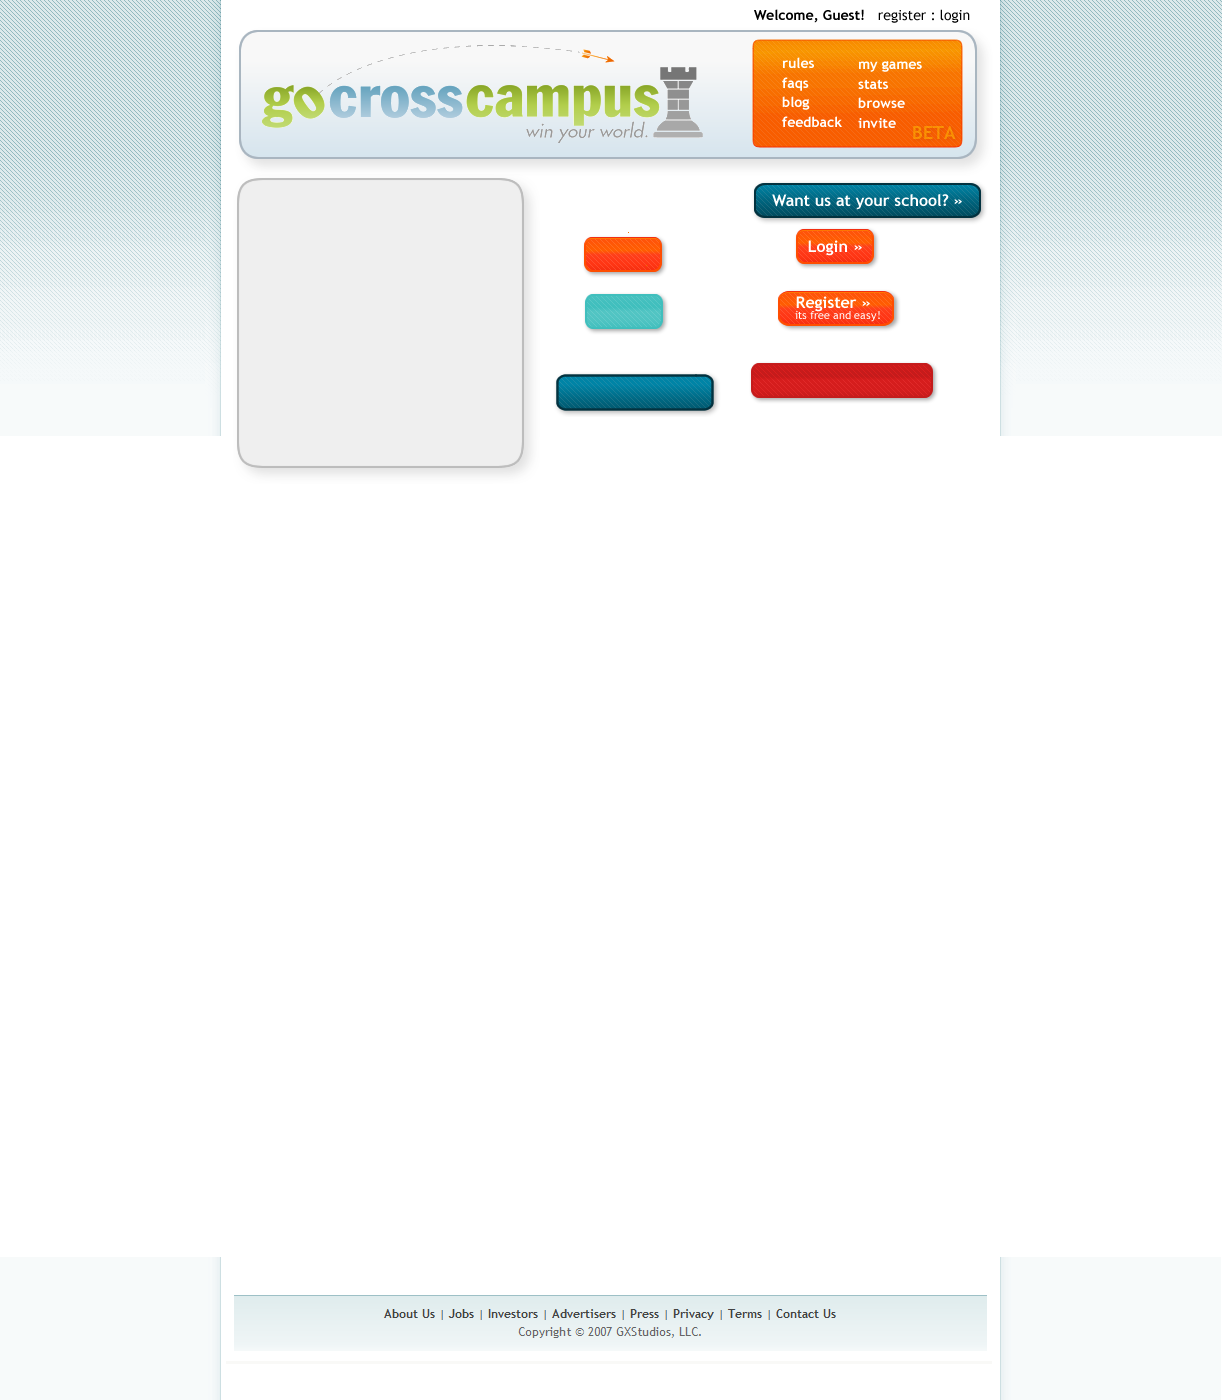 Welcome, Guest! register : login
gocrosscampus
win your world.
rules
faqs
blog
feedback
my games
stats
browse
invite
BETA
Want us at your school? »
Login »
Register »
its free and easy!
About Us | Jobs | Investors | Advertisers | Press | Privacy | Terms | Contact Us
Copyright © 2007 GXStudios, LLC.